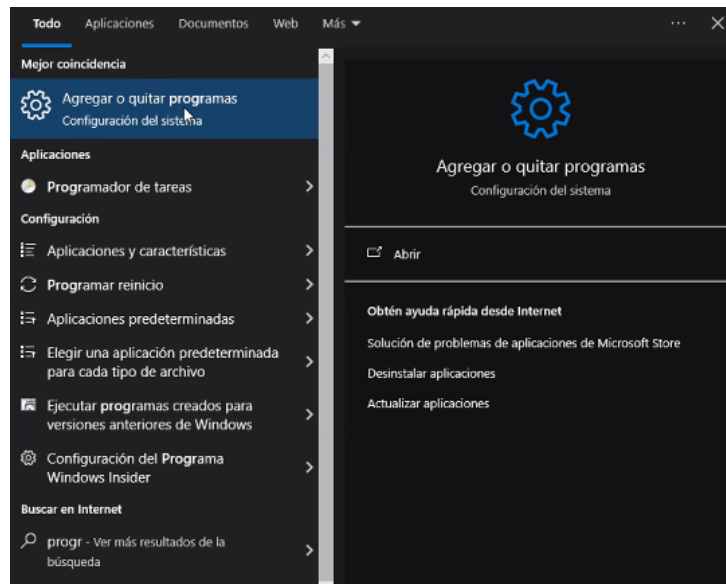 Todo Aplicaciones Documentos Web Más
Mejor coincidencia
Agregar o quitar programas
Configuración del sistema
Aplicaciones
Programador de tareas
Configuración
Aplicaciones y características
Programar reinicio
Aplicaciones predeterminadas
Elegir una aplicación predeterminada
para cada tipo de archivo
Ejecutar programas creados para
versiones anteriores de Windows
Configuración del Programa
Windows Insider
Buscar en Internet
progr - Ver más resultados de la
búsqueda
Agregar o quitar programas
Configuración del sistema
Abrir
Obtén ayuda rápida desde Internet
Solución de problemas de aplicaciones de Microsoft Store
Desinstalar aplicaciones
Actualizar aplicaciones